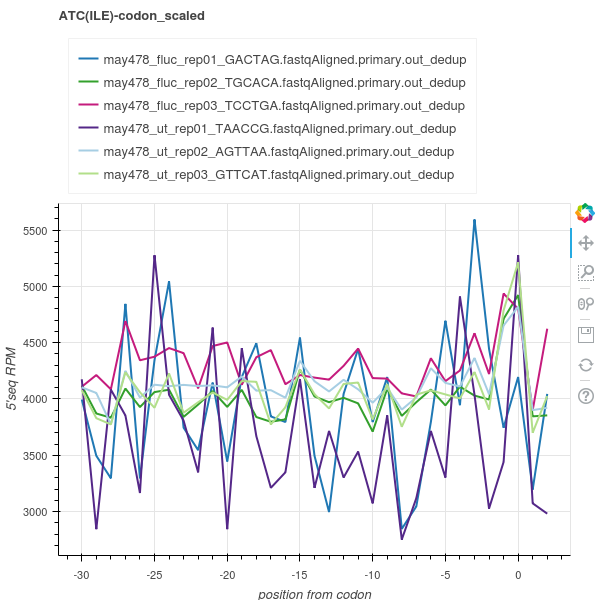 ATC(ILE)-codon_scaled
may478_fluc_rep01_GACTAG.fastqAligned.primary.out_dedup
may478_fluc_rep02_TGCACA.fastqAligned.primary.out_dedup
may478_fluc_rep03_TCCTGA.fastqAligned.primary.out_dedup
may478_ut_rep01_TAACCG.fastqAligned.primary.out_dedup
may478_ut_rep02_AGTTAA.fastqAligned.primary.out_dedup
may478_ut_rep03_GTTCAT.fastqAligned.primary.out_dedup
5500
5000
4500
4000
3500
3000
5'seq RPM
-30 -25 -20 -15 -10 -5 0
position from codon